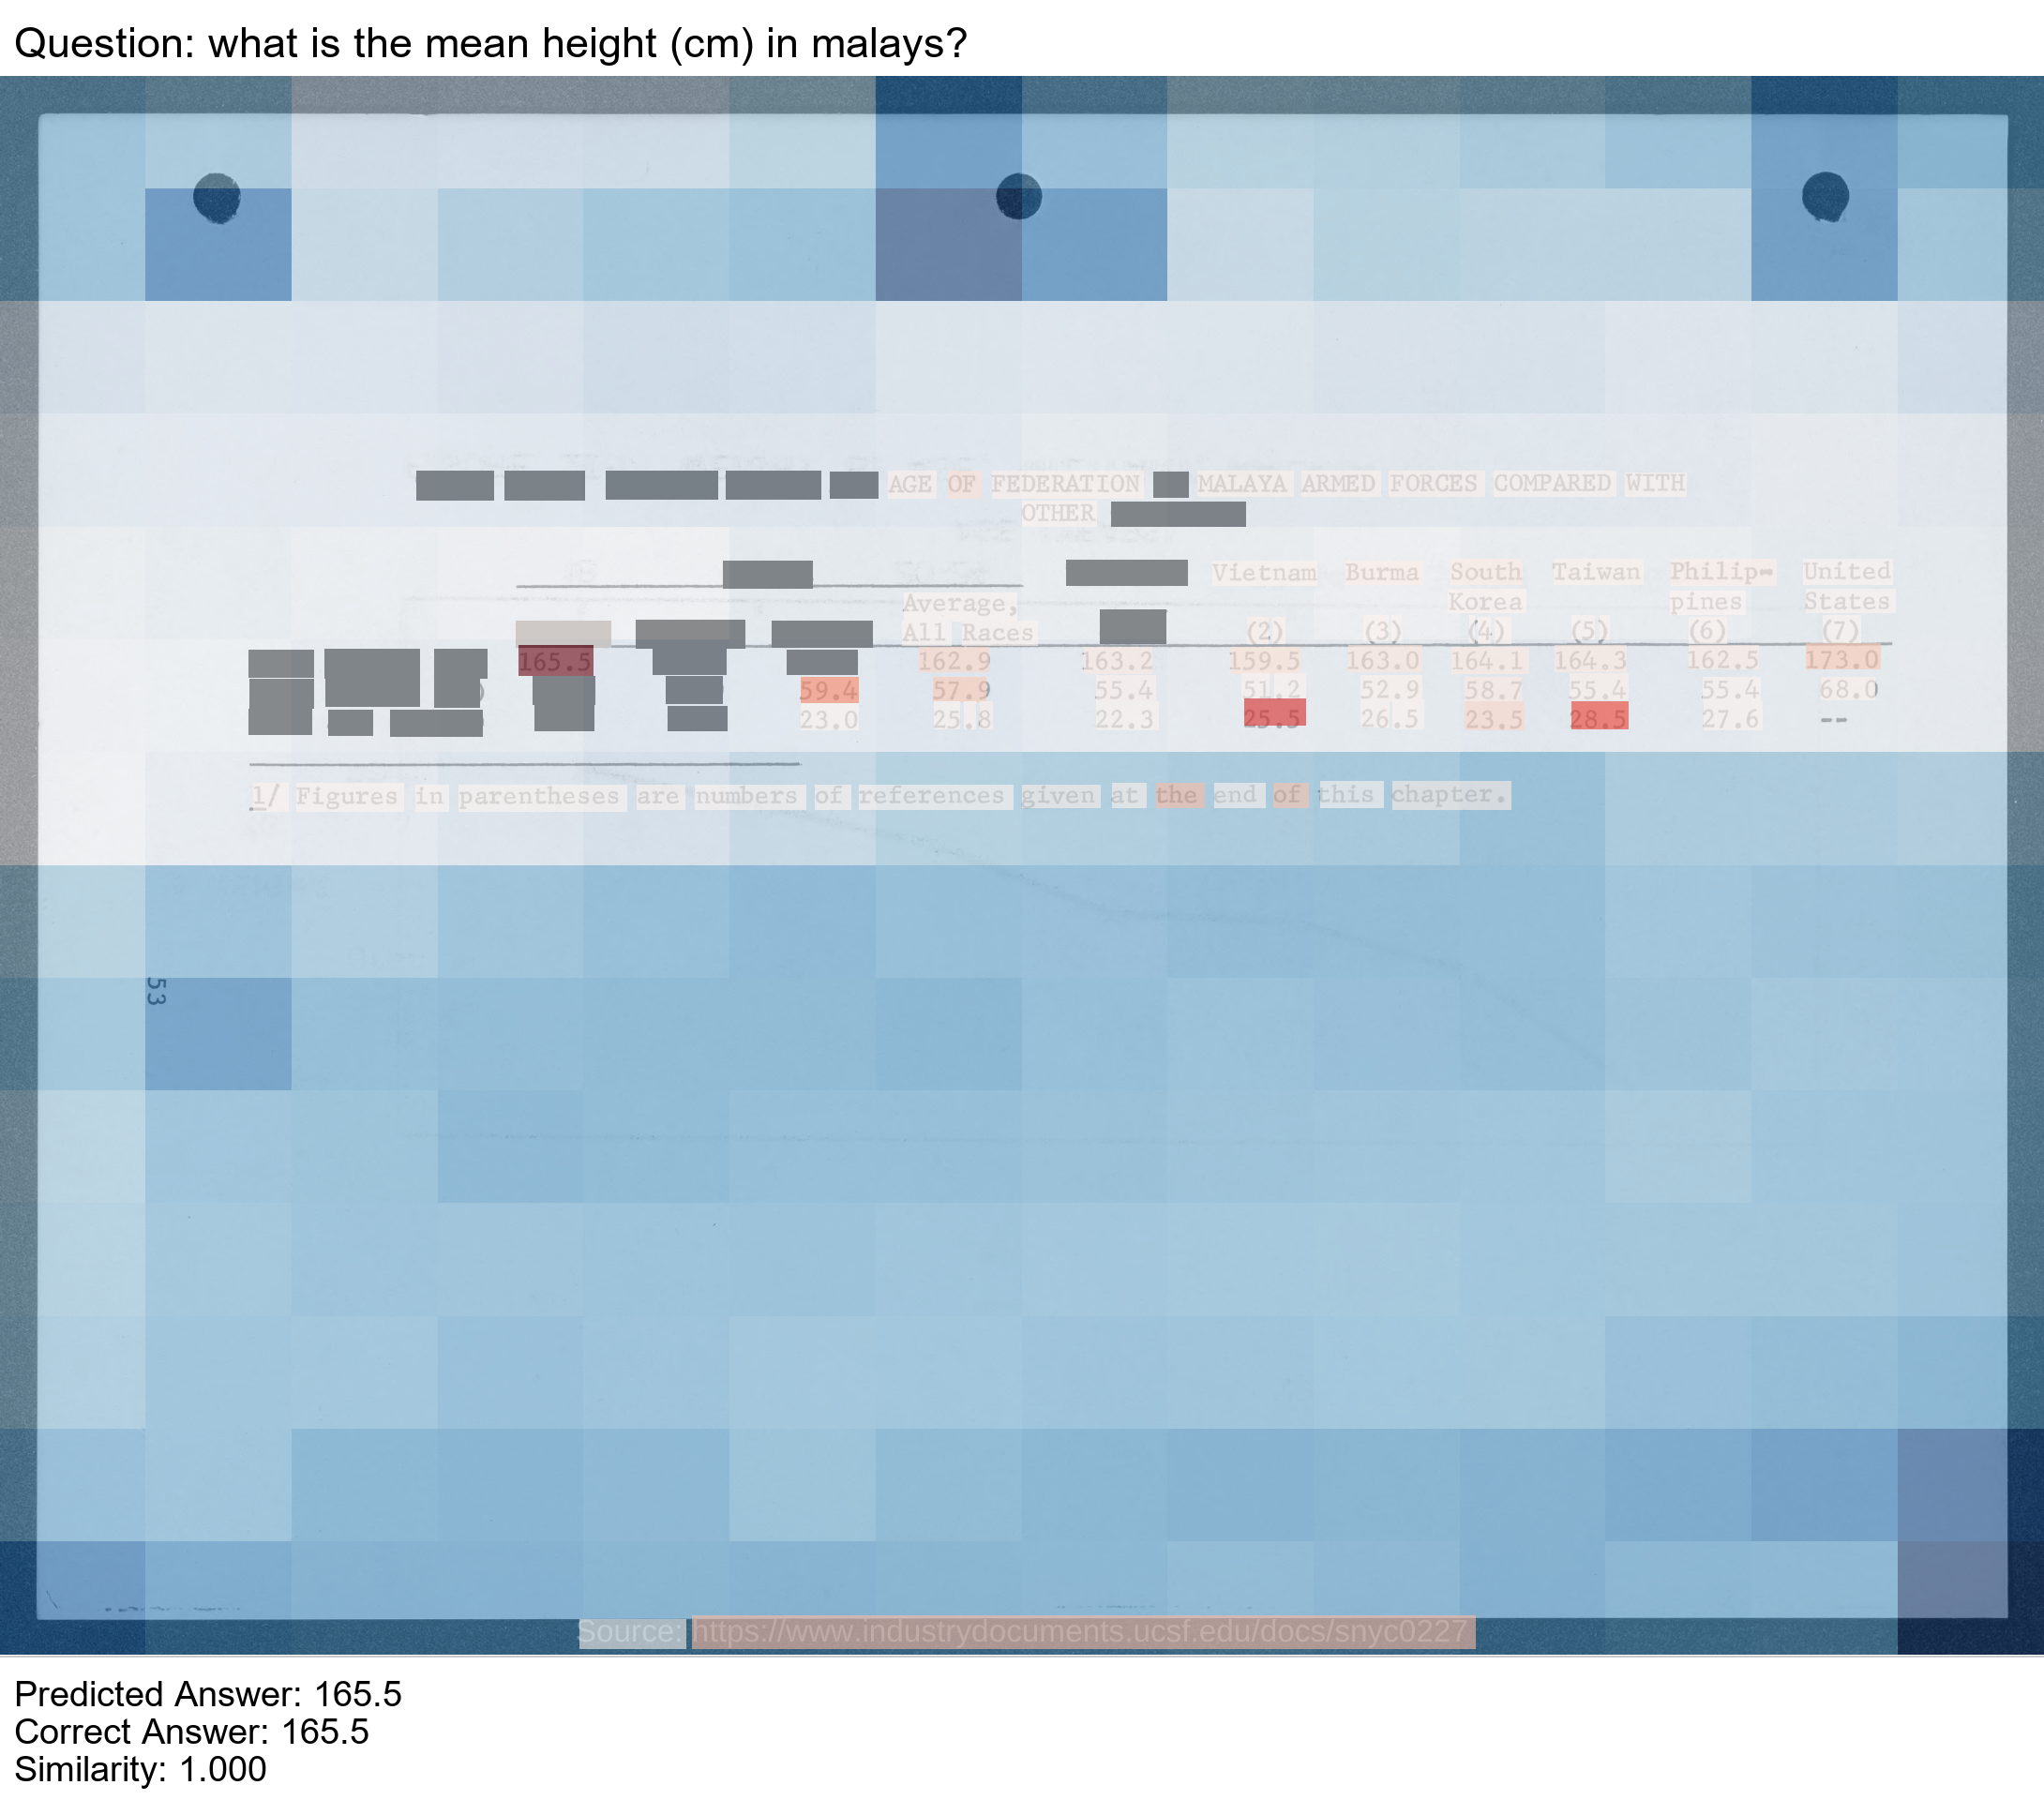 Question: what is the mean height (cm) in malays?
AGE OF FEDERATION MALAYA ARMED FORCES COMPARED WITH
OTHER
Vietnam Burma South Taiwan Philip- United
Average, Korea pines States
All Races (2) (3) (4) (5) (6) (7)
165.5 162.9 163.2 159.5 163.0 164.1 164.3 162.5 173.0
59.4 57.9 55.4 51.2 52.9 58.7 55.4 55.4 68.0
23.0 25.8 22.3 25.5 26.5 23.5 28.5 27.6 --
1/ Figures in parentheses are numbers of references given at the end of this chapter.
53
Source: https://www.industrydocuments.ucsf.edu/docs/snyc0227
Predicted Answer: 165.5
Correct Answer: 165.5
Similarity: 1.000